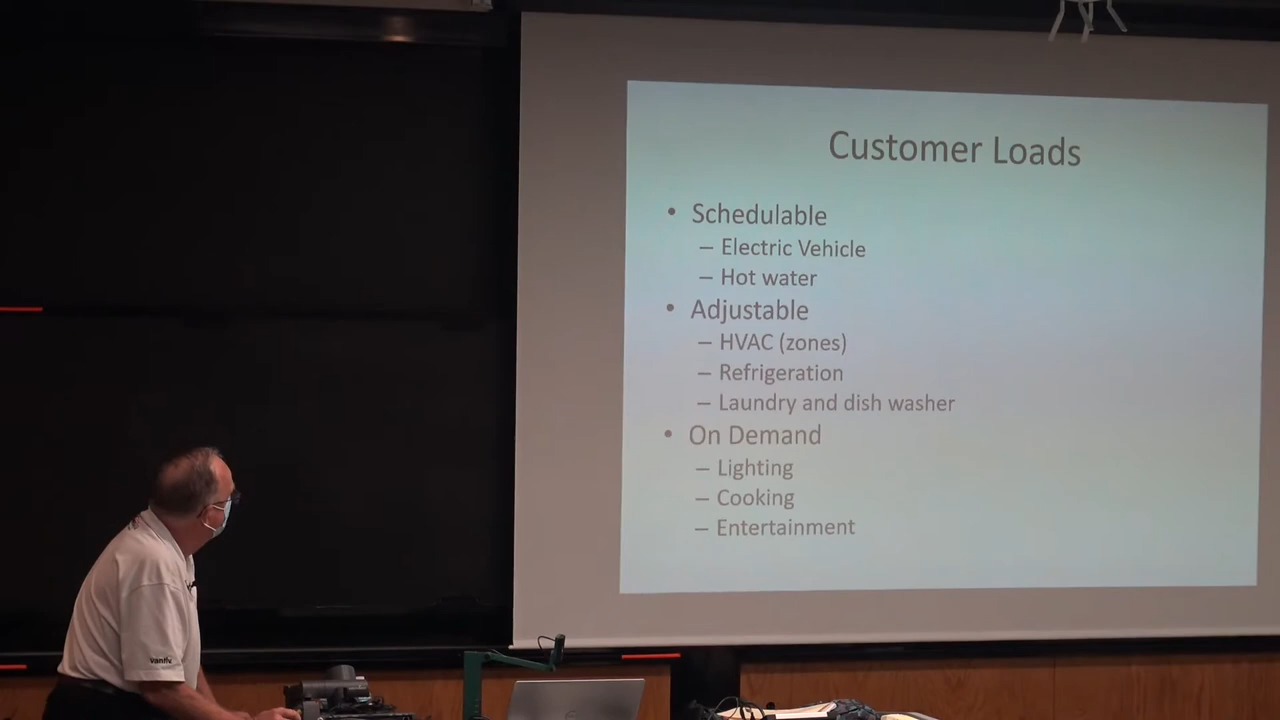 Customer Loads
• Schedulable
– Electric Vehicle
– Hot water
• Adjustable
– HVAC (zones)
– Refrigeration
– Laundry and dish washer
• On Demand
– Lighting
– Cooking
– Entertainment
vantiv